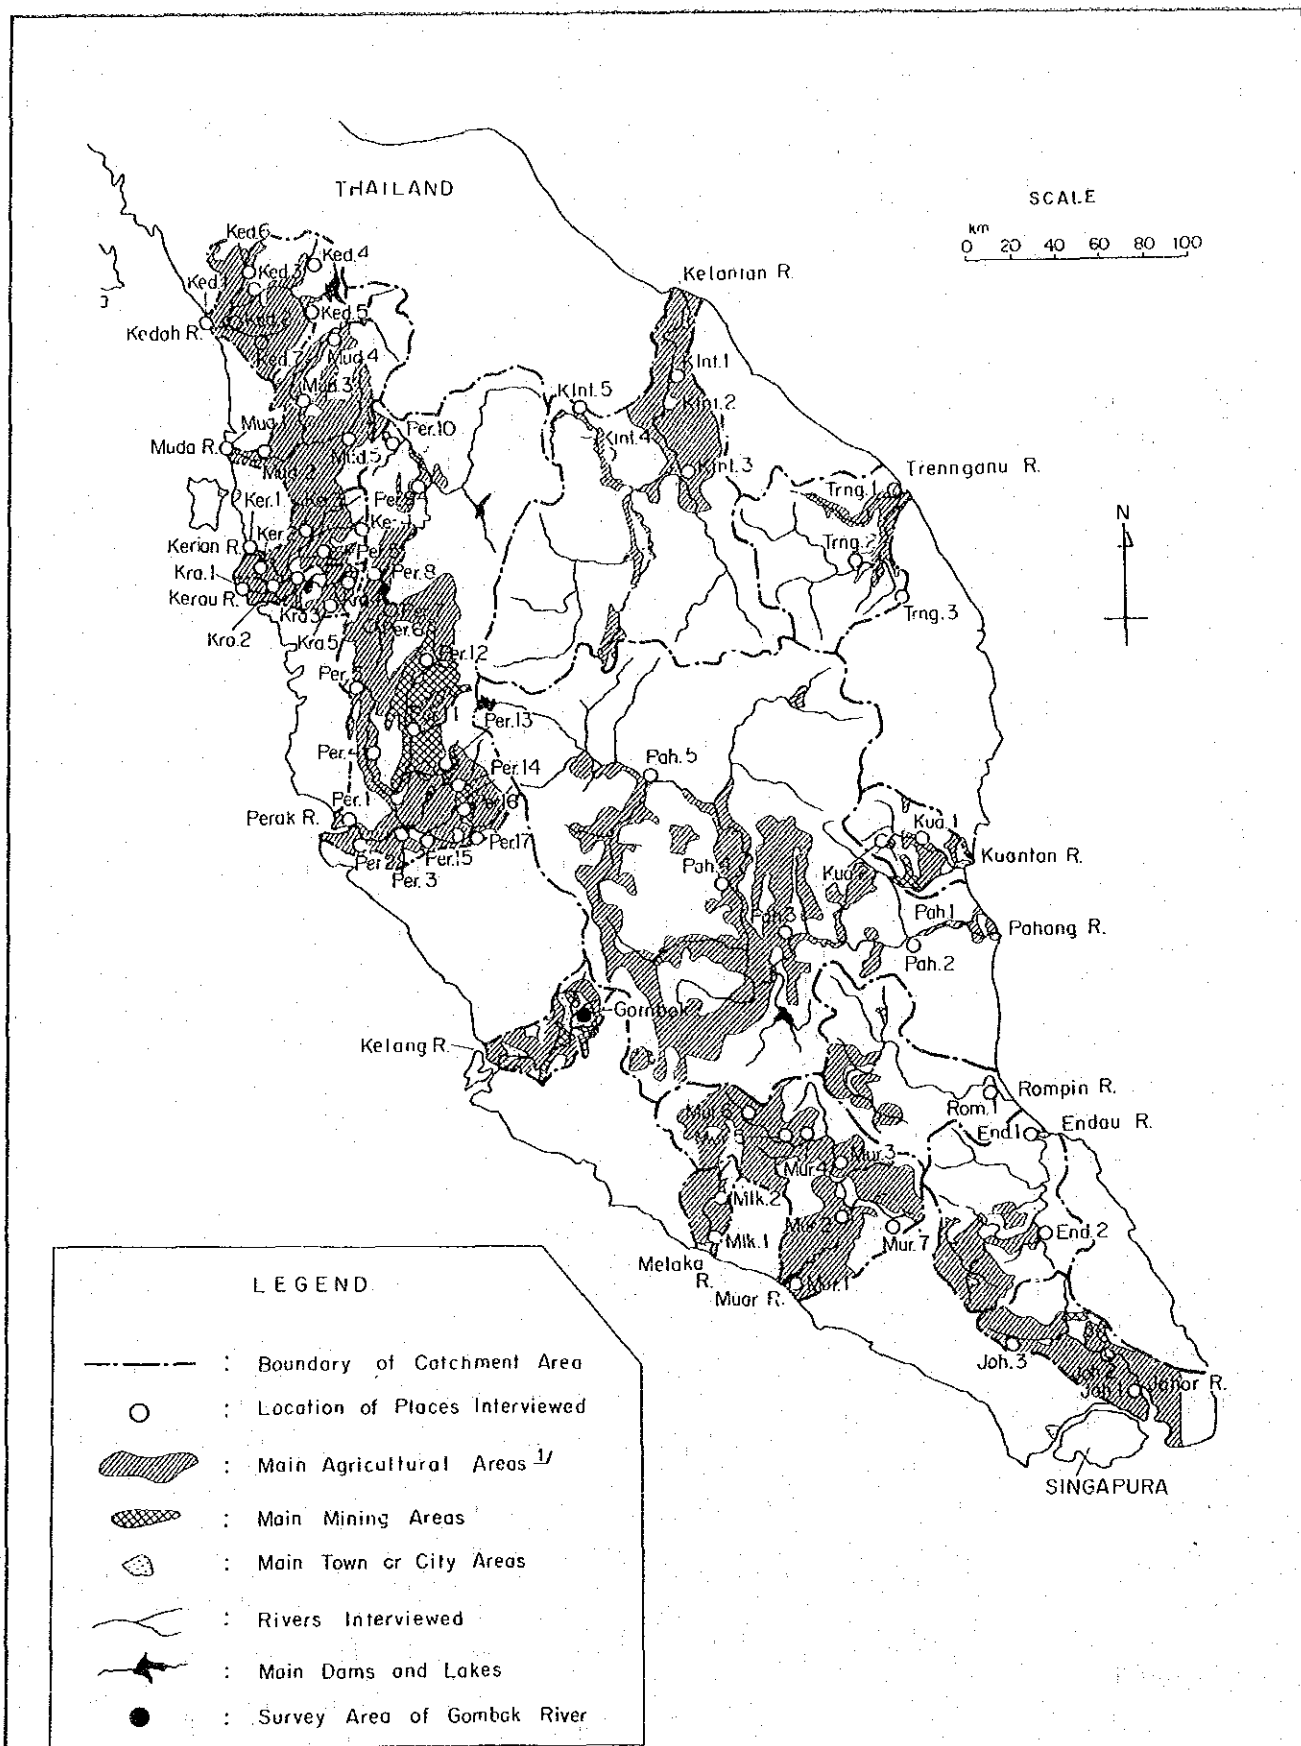 THAILAND
SCALE
km
0 20 40 60 80 100
Ked.6
Ked.4
Ked.3
Ked.1
Kelantan R.
Ked.5
Kedah R.
Ked.2
Ked.7
Mud.4
Klnt.1
Mud.3
Klnt.5
Klnt.2
Mud.1
Per.10
Klnt.4
Muda R.
Mud.2
Mud.5
Klnt.3
Trennganu R.
Trng.1
Ker.1
Per.9
N
Ker.2
Kerian R.
Trng.2
Kra.1
Per.8
Kerau R.
Trng.3
Kra.3
Per.7
Kra.2
Kra.5
Per.6
Per.12
Per.5
Per.13
Per.4
Pah.5
Per.14
Per.1
Per.16
Perak R.
Kua.1
Per.2
Per.15
Per.17
Kuantan R.
Per.3
Pah.4
Kua.2
Pah.1
Pah.3
Pahang R.
Pah.2
Gombak
Kelang R.
Rompin R.
Rom.1
Mur.6
End.1
Endau R.
Mur.5
Mur.3
Mur.4
Mlk.2
Mur.2
Mlk.1
Mur.7
End.2
Melaka
R.
Muar R.
Mur.1
Joh.3
Joh.2
Joh.1
Johor R.
SINGAPURA
LEGEND
: Boundary of Catchment Area
: Location of Places Interviewed
: Main Agricultural Areas 1/
: Main Mining Areas
: Main Town or City Areas
: Rivers Interviewed
: Main Dams and Lakes
: Survey Area of Gombak River